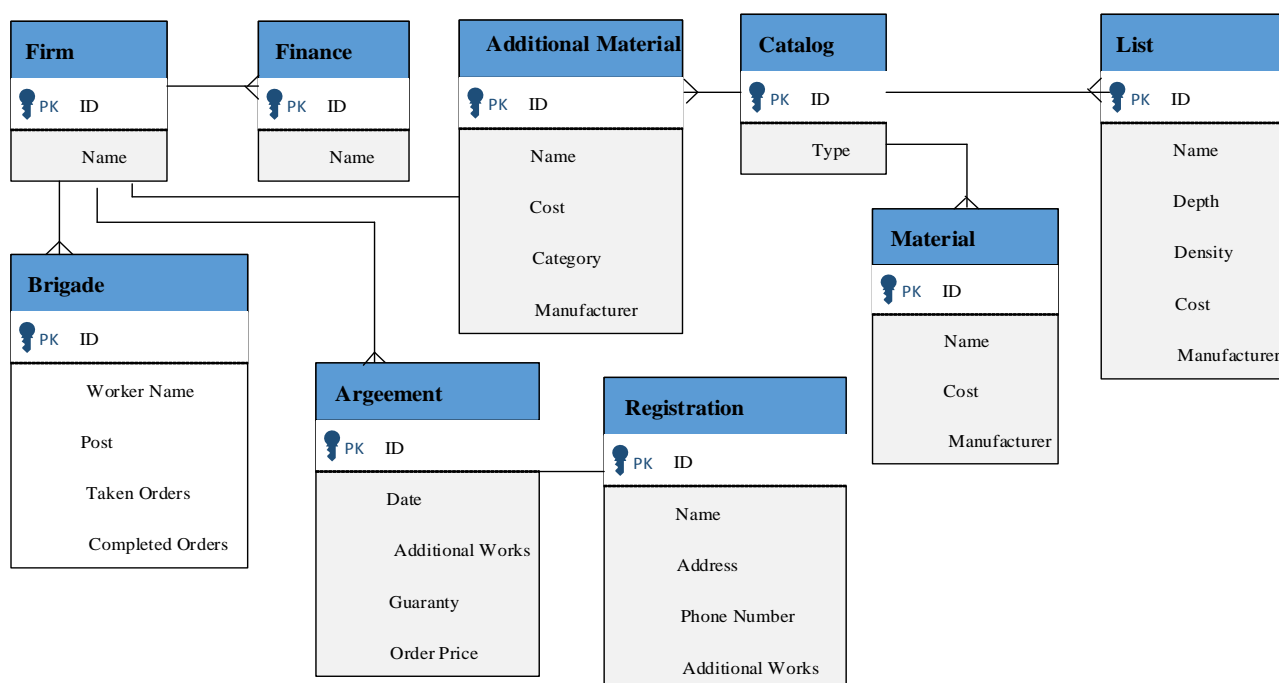 Firm
PK ID
Name
Finance
PK ID
Name
Additional Material
PK ID
Name
Cost
Category
Manufacturer
Catalog
PK ID
Type
List
PK ID
Name
Depth
Density
Cost
Manufacturer
Material
PK ID
Name
Cost
Manufacturer
Brigade
PK ID
Worker Name
Post
Taken Orders
Completed Orders
Argeement
PK ID
Date
Additional Works
Guaranty
Order Price
Registration
PK ID
Name
Address
Phone Number
Additional Works